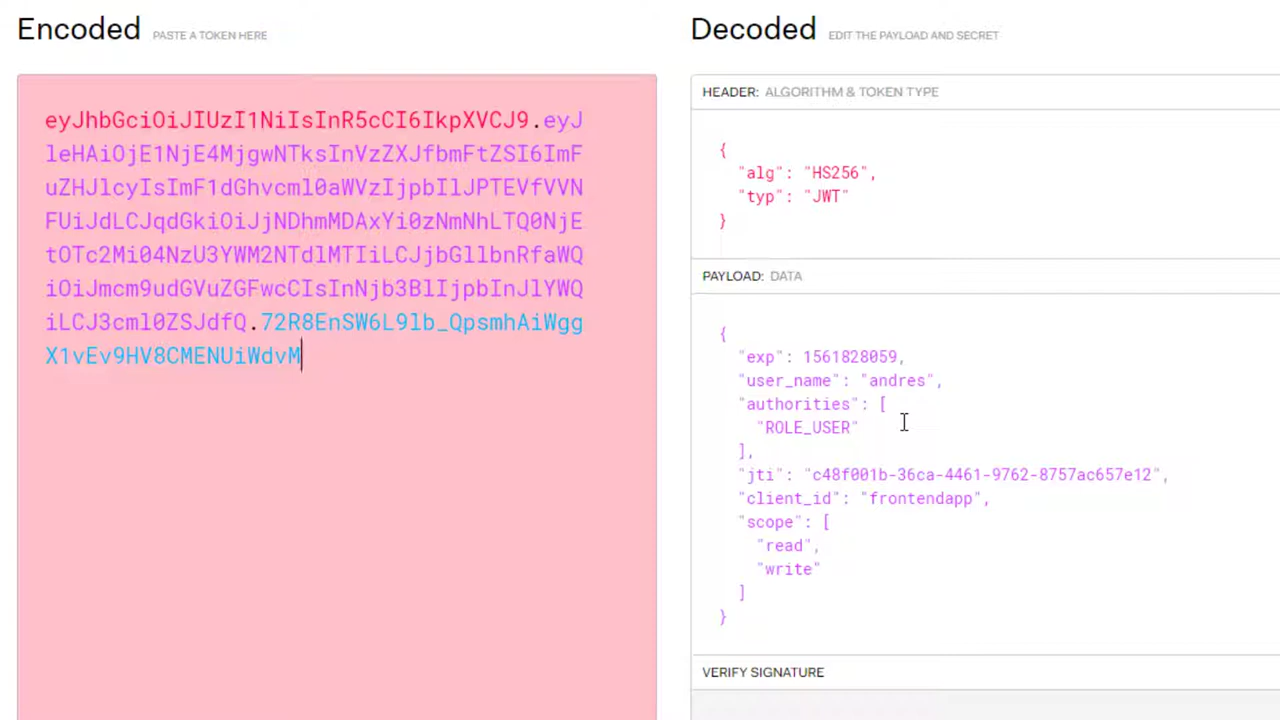 Encoded PASTE A TOKEN HERE
eyJhbGciOiJIUzI1NiIsInR5cCI6IkpXVCJ9.eyJ
leHAiOjE1NjE4MjgwNTksInVzZXJfbmFtZSI6ImF
uZHJlcyIsImF1dGhvcml0aWVzIjpbIlJPTEVfVVN
FUiJdLCJqdGkiOiJjNDhmMDAxYi0zNmNhLTQ0NjE
tOTc2Mi04NzU3YWM2NTdlMTIiLCJjbGllbnRfaWQ
iOiJmcm9udGVuZGFwcCIsInNjb3BlIjpbInJlYWQ
iLCJ3cml0ZSJdfQ.72R8EnSW6L9lb_QpsmhAiWgg
X1vEv9HV8CMENUiWdvM
Decoded EDIT THE PAYLOAD AND SECRET
HEADER: ALGORITHM & TOKEN TYPE
{
"alg": "HS256",
"typ": "JWT"
}
PAYLOAD: DATA
{
"exp": 1561828059,
"user_name": "andres",
"authorities": [
"ROLE_USER"
],
"jti": "c48f001b-36ca-4461-9762-8757ac657e12",
"client_id": "frontendapp",
"scope": [
"read",
"write"
]
}
VERIFY SIGNATURE